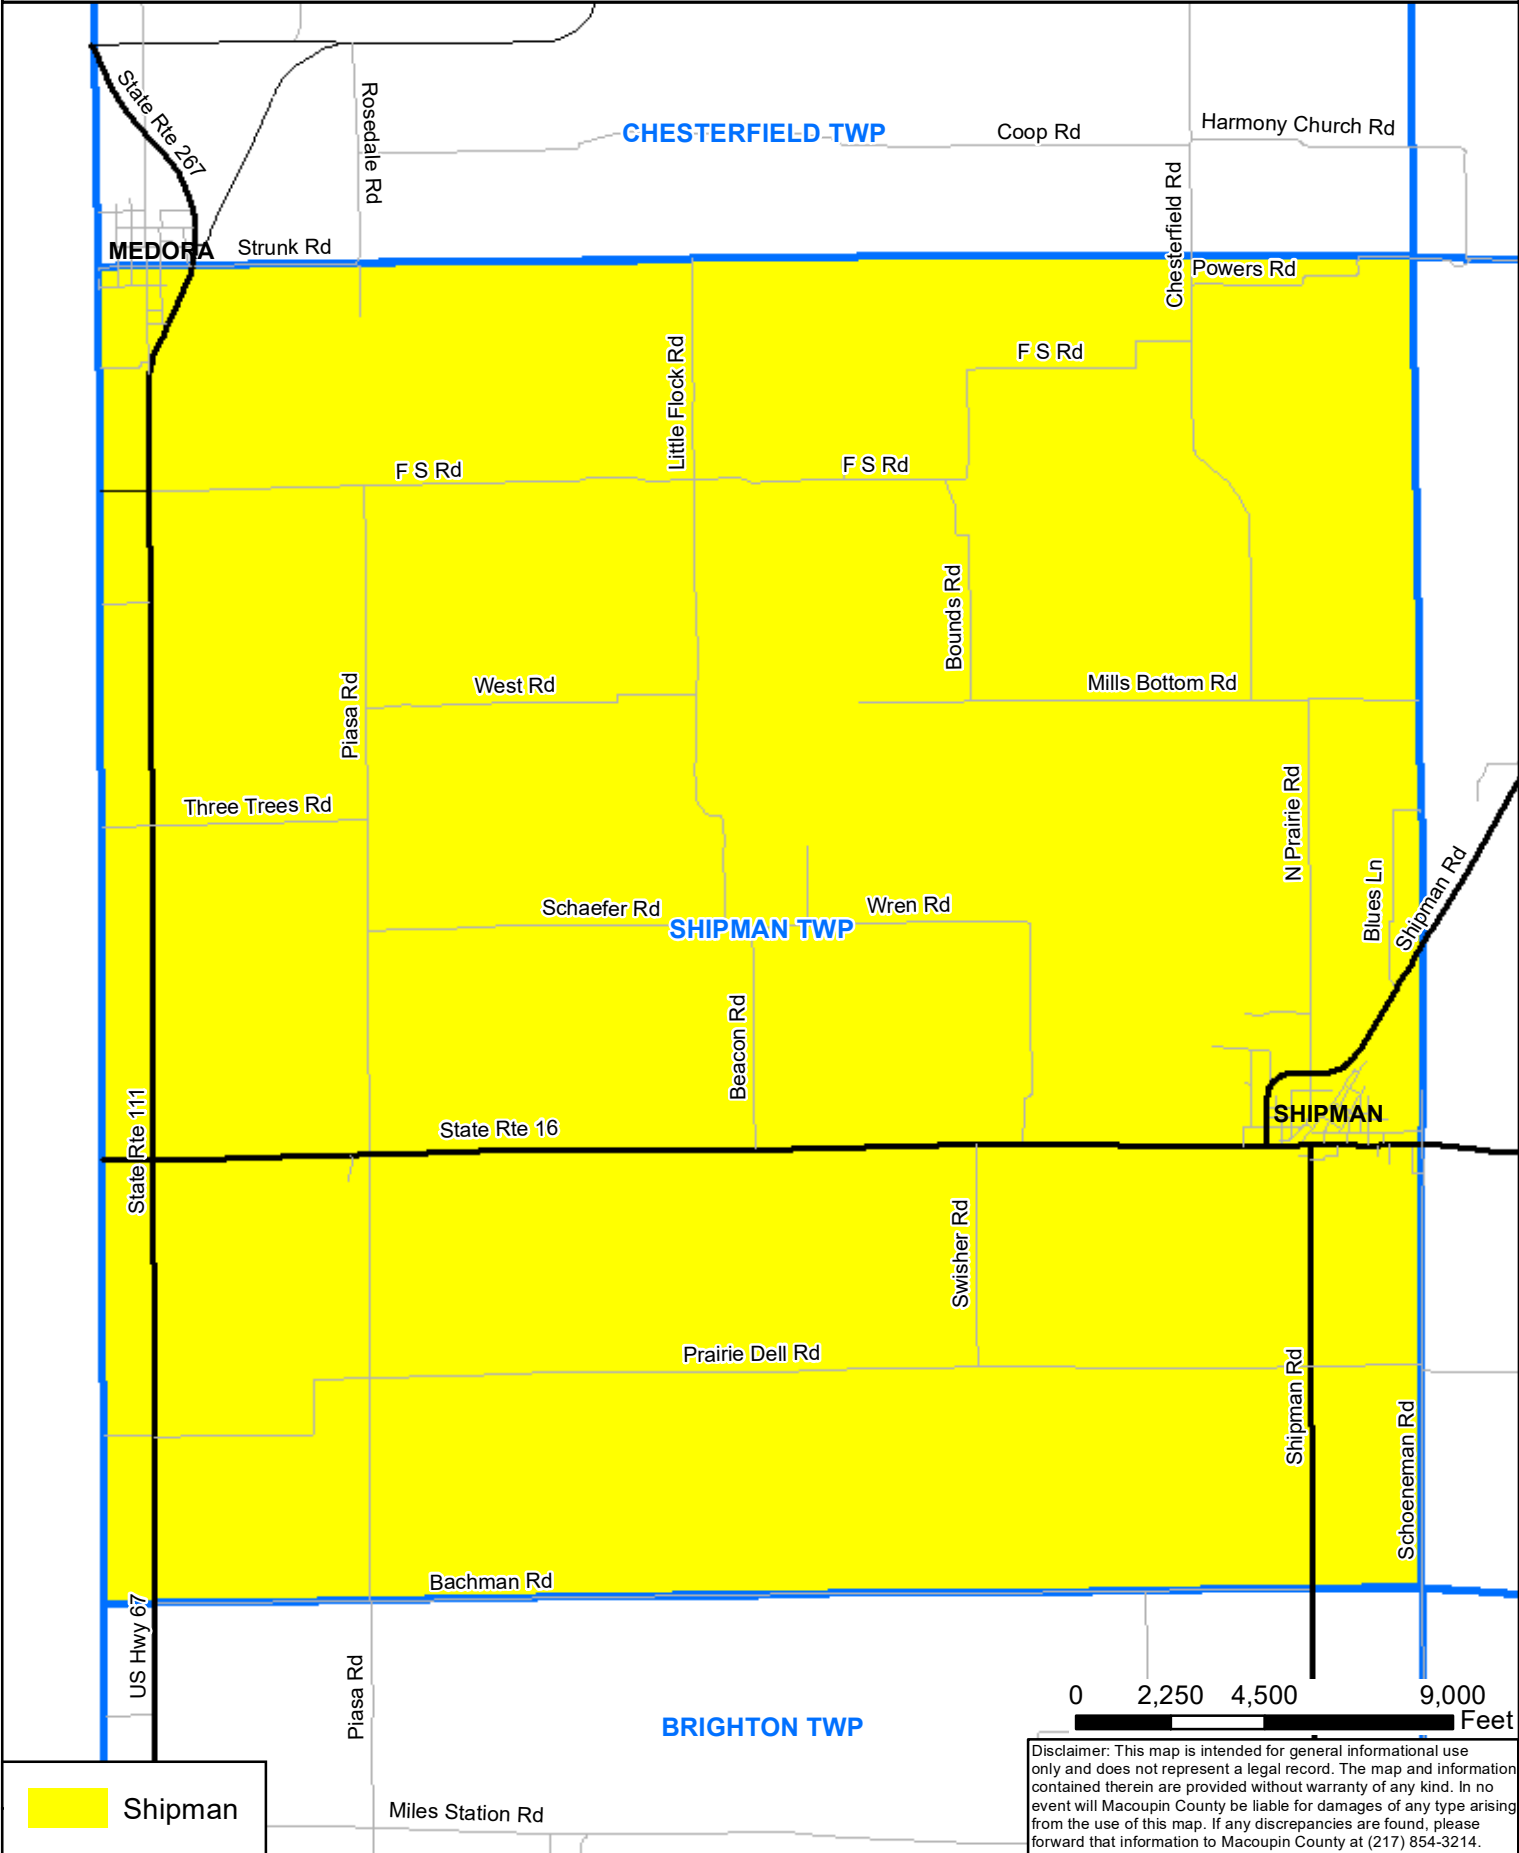 State Rte 267
Rosedale Rd
CHESTERFIELD TWP
Coop Rd
Harmony Church Rd
Chesterfield Rd
MEDORA
Strunk Rd
Powers Rd
Little Flock Rd
F S Rd
F S Rd
F S Rd
Bounds Rd
Piasa Rd
West Rd
Mills Bottom Rd
Three Trees Rd
N Prairie Rd
Blues Ln
Shipman Rd
Schaefer Rd
SHIPMAN TWP
Wren Rd
Beacon Rd
State Rte 111
State Rte 16
SHIPMAN
Swisher Rd
Prairie Dell Rd
Shipman Rd
Schoeneman Rd
Bachman Rd
US Hwy 67
Piasa Rd
BRIGHTON TWP
0 2,250 4,500 9,000
Feet
Shipman
Miles Station Rd
Disclaimer: This map is intended for general informational use
only and does not represent a legal record. The map and information
contained therein are provided without warranty of any kind. In no
event will Macoupin County be liable for damages of any type arising
from the use of this map. If any discrepancies are found, please
forward that information to Macoupin County at (217) 854-3214.